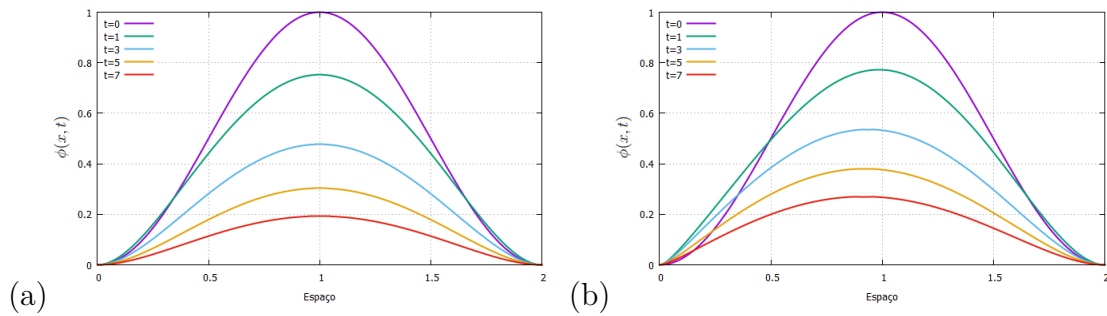 1
0.8
0.6
0.4
0.2
0
t=0
t=1
t=3
t=5
t=7
ϕ(x, t)
0.5
1
1.5
2
Espaço
(a)
1
0.8
0.6
0.4
0.2
0
t=0
t=1
t=3
t=5
t=7
ϕ(x, t)
0.5
1
1.5
2
Espaço
(b)